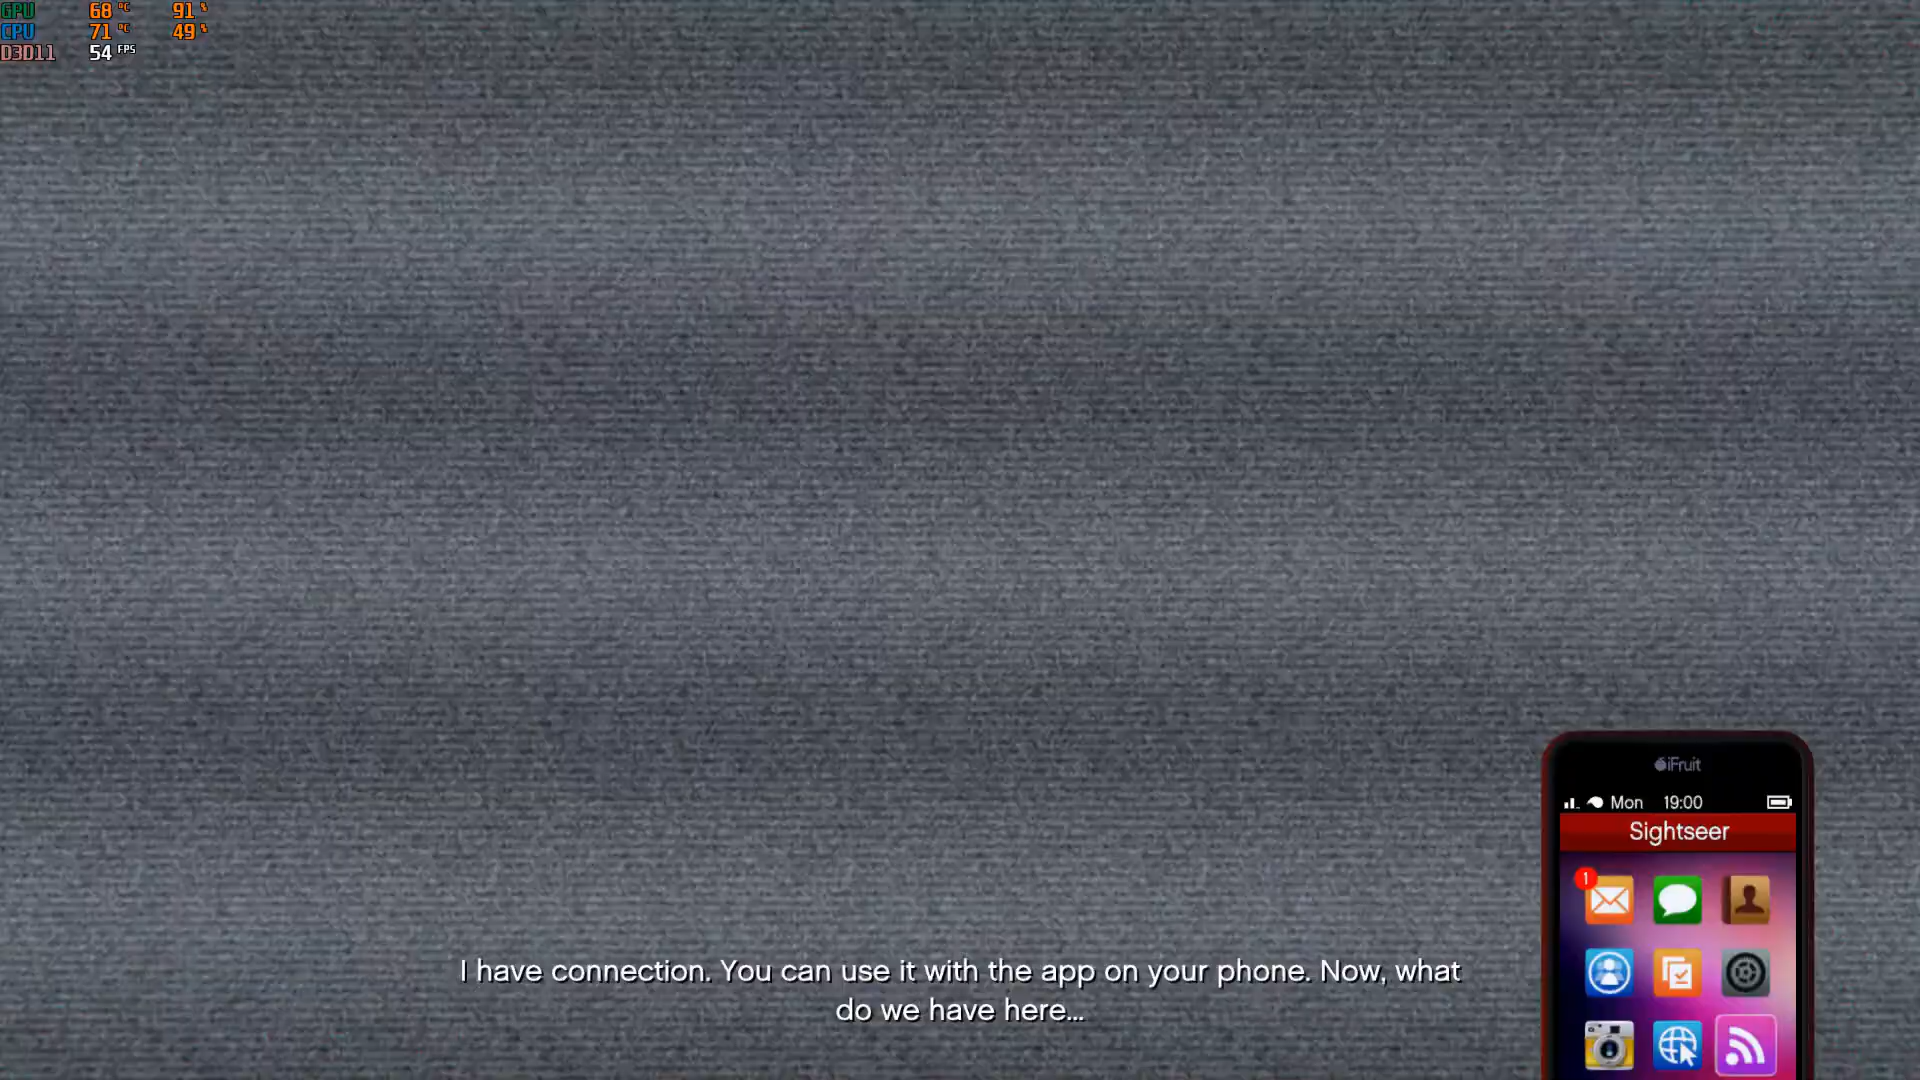 GPU 68 °C 91 %
CPU 71 °C 49 %
D3D11 54 FPS
iFruit
Mon 19:00
Sightseer
1
I have connection. You can use it with the app on your phone. Now, what
do we have here...